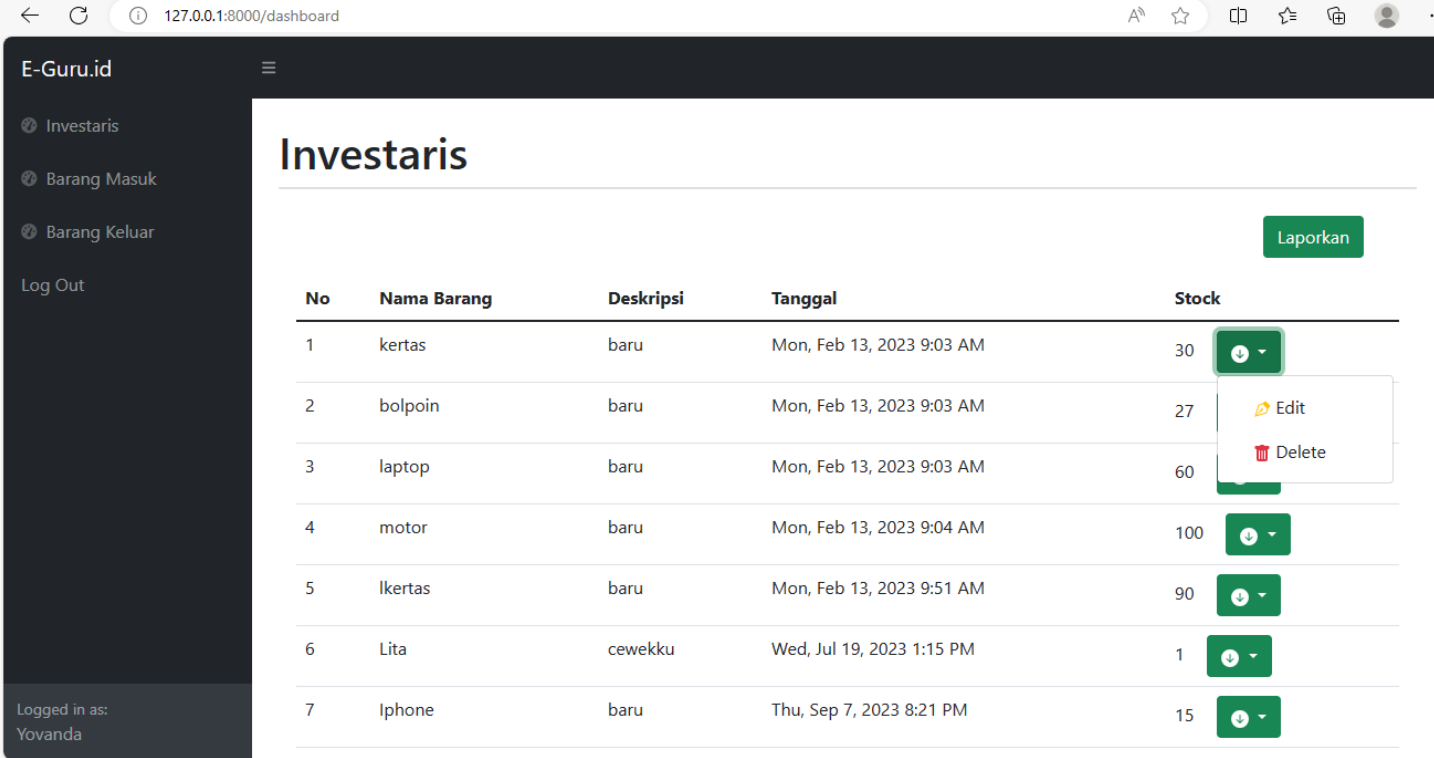 127.0.0.1:8000/dashboard
E-Guru.id
Investaris
Barang Masuk
Barang Keluar
Log Out
Logged in as:
Yovanda
Investaris
Laporkan
No Nama Barang Deskripsi Tanggal Stock
1 kertas baru Mon, Feb 13, 2023 9:03 AM 30
Edit
Delete
2 bolpoin baru Mon, Feb 13, 2023 9:03 AM 27
3 laptop baru Mon, Feb 13, 2023 9:03 AM 60
4 motor baru Mon, Feb 13, 2023 9:04 AM 100
5 lkertas baru Mon, Feb 13, 2023 9:51 AM 90
6 Lita cewekku Wed, Jul 19, 2023 1:15 PM 1
7 Iphone baru Thu, Sep 7, 2023 8:21 PM 15